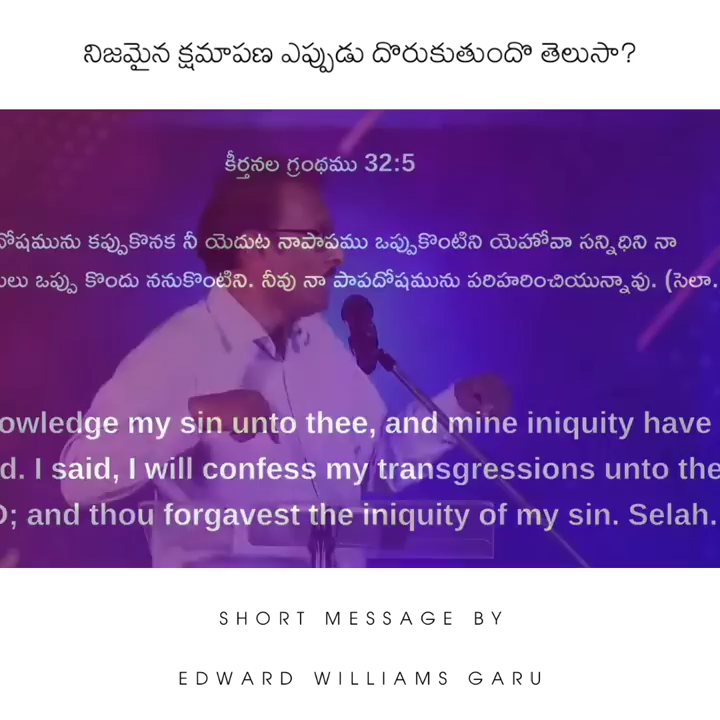 నిజమైన క్షమాపణ ఎప్పుడు దొరుకుతుందొ తెలుసా?
కీర్తనల గ్రంథము 32:5
కప్పుకొనక నీ యెదుట నాపాపము ఒప్పుకొంటిని యెహోవా సన్నిధిని నా
ఒప్పు కొందు ననుకొంటిని. నీవు నా పాపదోషమును పరిహరించియున్నావు. (సెలా.
owledge my sin unto thee, and mine iniquity have
d. I said, I will confess my transgressions unto the
; and thou forgavest the iniquity of my sin. Selah.
SHORT MESSAGE BY
EDWARD WILLIAMS GARU